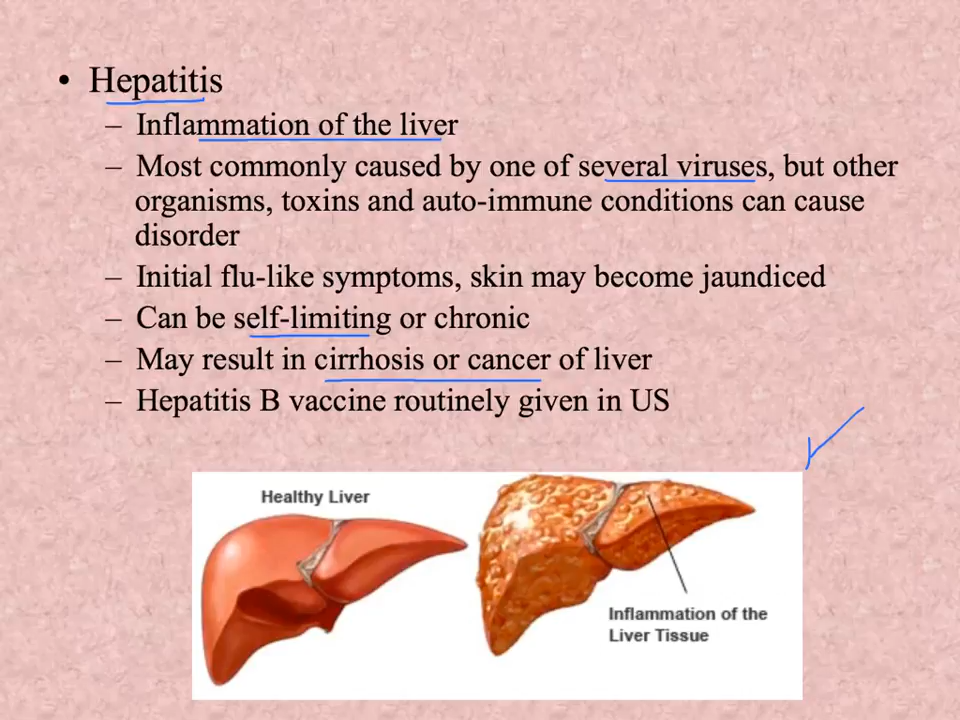 • Hepatitis
– Inflammation of the liver
– Most commonly caused by one of several viruses, but other
organisms, toxins and auto-immune conditions can cause
disorder
– Initial flu-like symptoms, skin may become jaundiced
– Can be self-limiting or chronic
– May result in cirrhosis or cancer of liver
– Hepatitis B vaccine routinely given in US
Healthy Liver
Inflammation of the
Liver Tissue